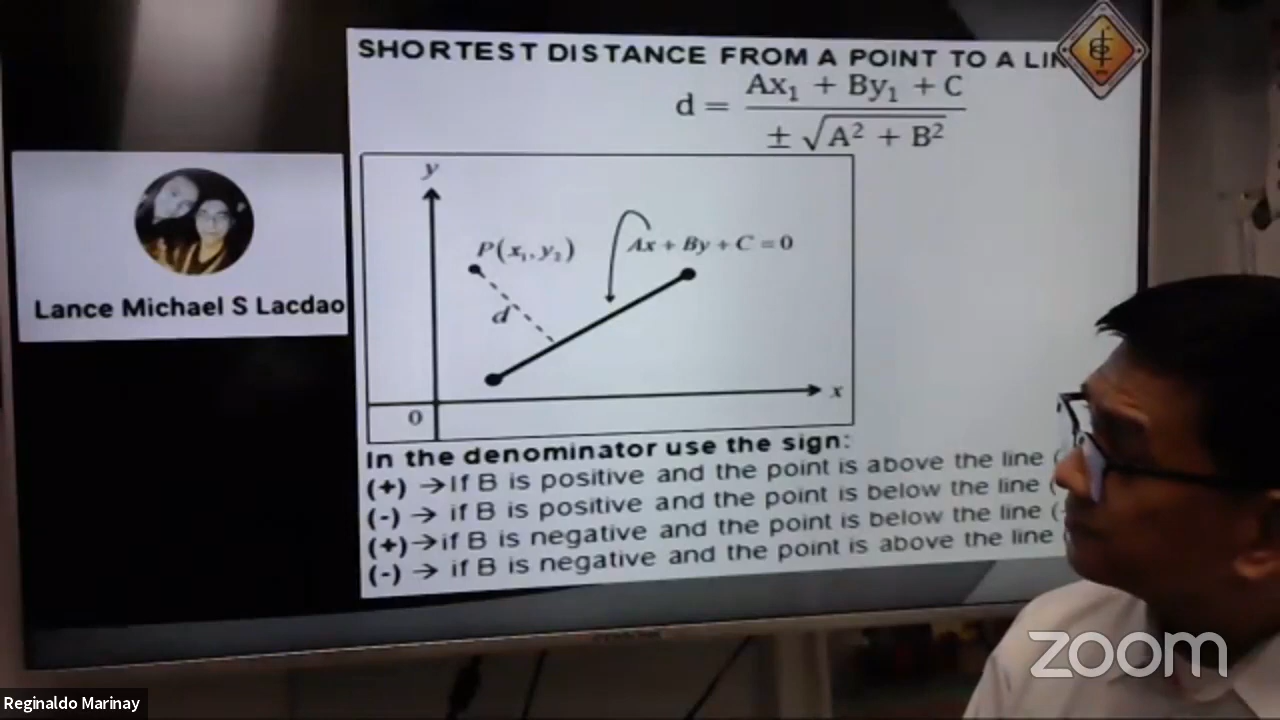 SHORTEST DISTANCE FROM A POINT TO A LIN
d = Ax₁ + By₁ + C
± √A² + B²
y
P(x₁, y₂)
Ax + By + C = 0
d
x
0
Lance Michael S Lacdao
In the denominator use the sign:
(+) →If B is positive and the point is above the line (
(-) → if B is positive and the point is below the line (
(+)→if B is negative and the point is below the line (
(-) → if B is negative and the point is above the line
zoom
Reginaldo Marinay